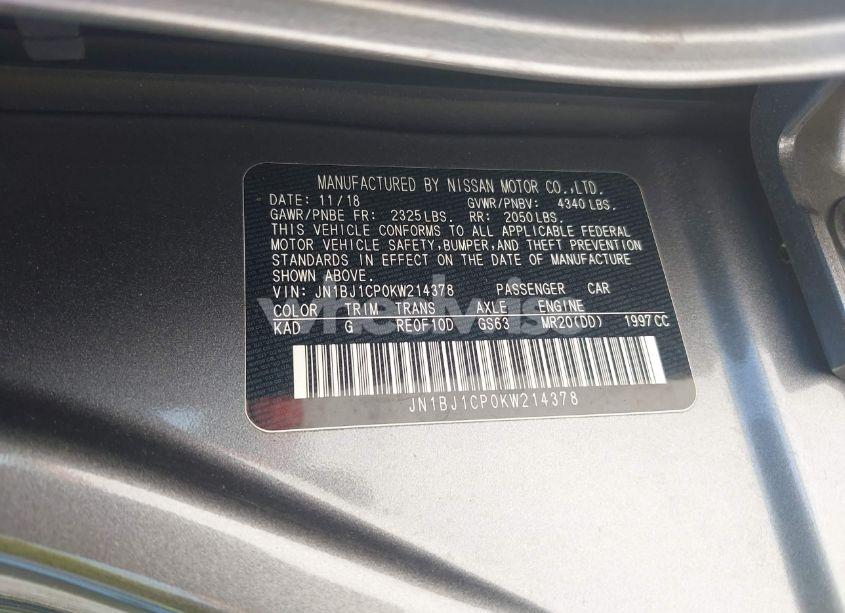 MANUFACTURED BY NISSAN MOTOR CO.,LTD.
DATE: 11/18 GVWR/PNBV: 4340 LBS.
GAWR/PNBE FR: 2325 LBS. RR: 2050 LBS.
THIS VEHICLE CONFORMS TO ALL APPLICABLE FEDERAL
MOTOR VEHICLE SAFETY,BUMPER,AND THEFT PREVENTION
STANDARDS IN EFFECT ON THE DATE OF MANUFACTURE
SHOWN ABOVE.
VIN: JN1BJ1CP0KW214378 PASSENGER CAR
COLOR TRIM TRANS AXLE ENGINE
KAD G RE0F10D GS63 MR20(DD) 1997CC
JN1BJ1CP0KW214378